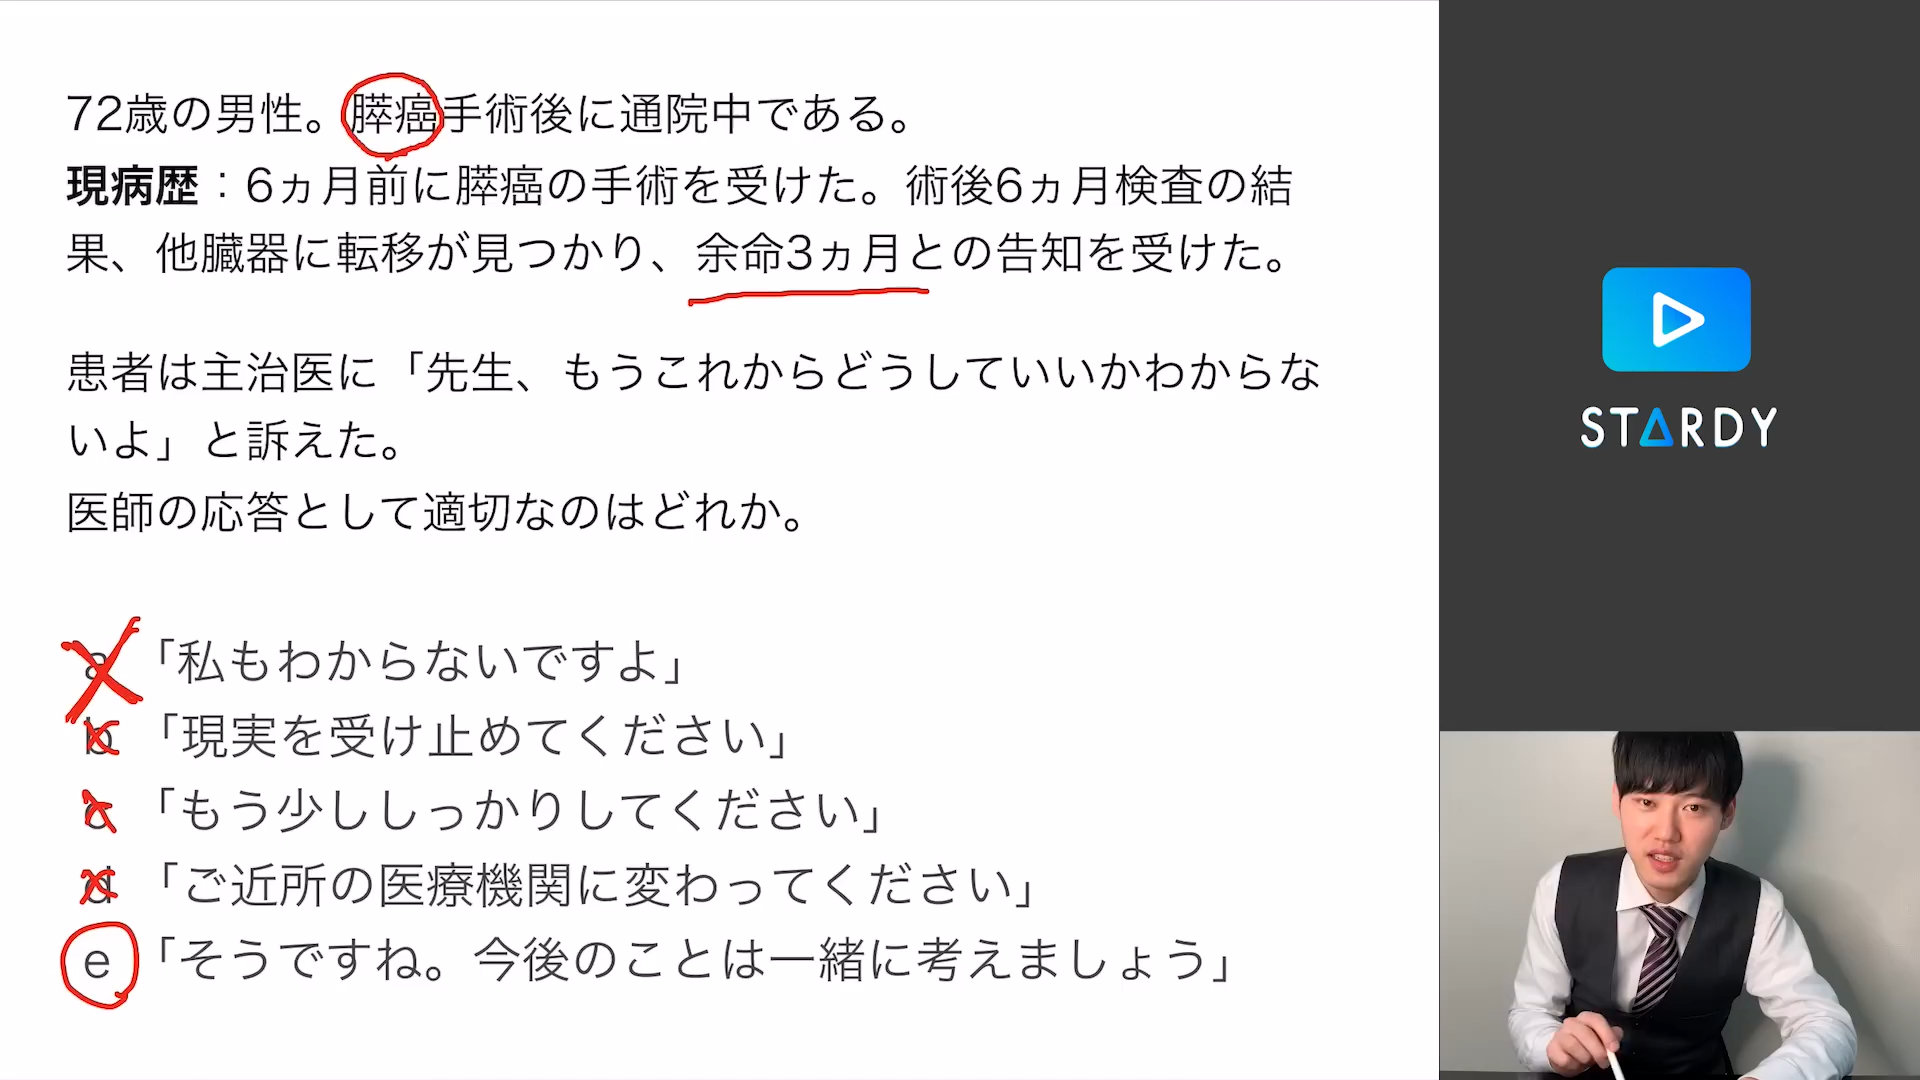 72歳の男性。膵癌手術後に通院中である。
現病歴：6ヵ月前に膵癌の手術を受けた。術後6ヵ月検査の結
果、他臓器に転移が見つかり、余命3ヵ月との告知を受けた。
患者は主治医に「先生、もうこれからどうしていいかわからな
いよ」と訴えた。
医師の応答として適切なのはどれか。
a「私もわからないですよ」
b「現実を受け止めてください」
c「もう少ししっかりしてください」
d「ご近所の医療機関に変わってください」
e「そうですね。今後のことは一緒に考えましょう」
STARDY